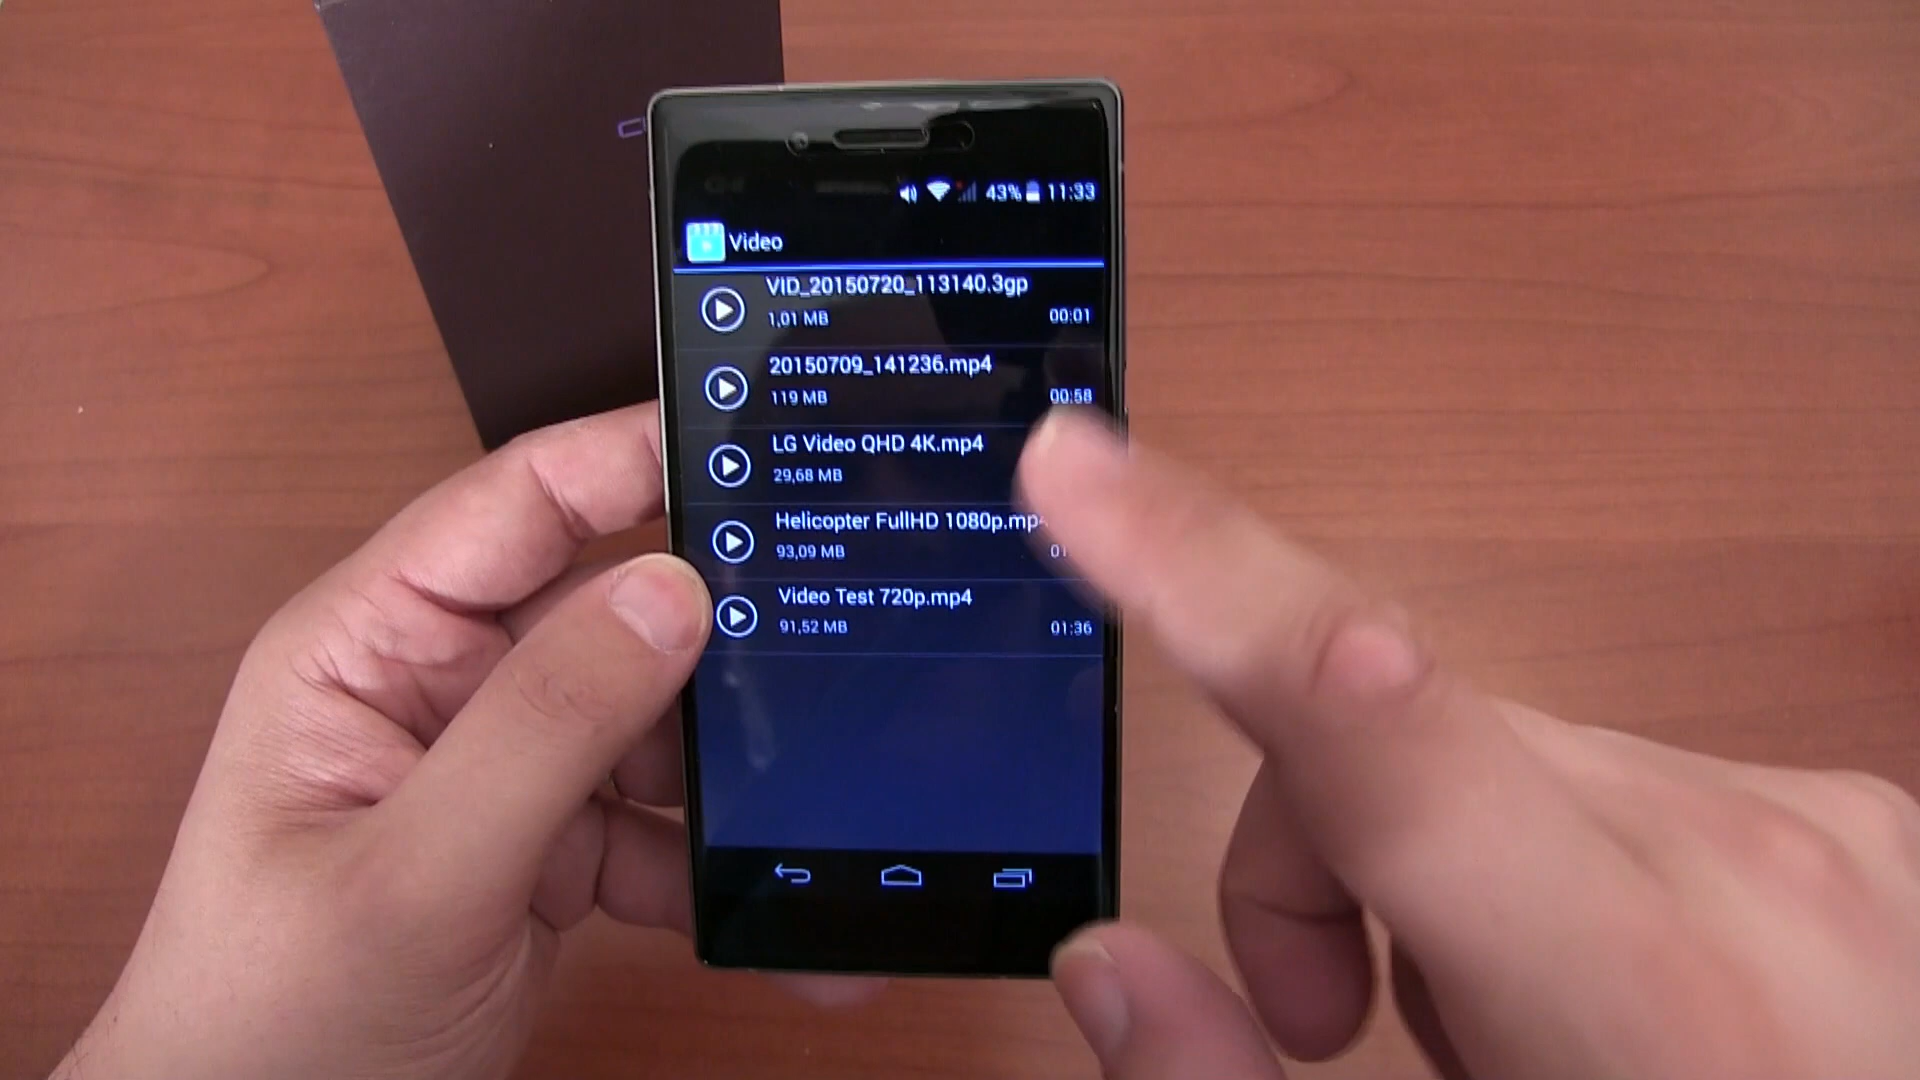 43% 11:33
Video
VID_20150720_113140.3gp
1,01 MB 00:01
20150709_141236.mp4
119 MB 00:58
LG Video QHD 4K.mp4
29,68 MB
Helicopter FullHD 1080p.mp4
93,09 MB
Video Test 720p.mp4
91,52 MB 01:36